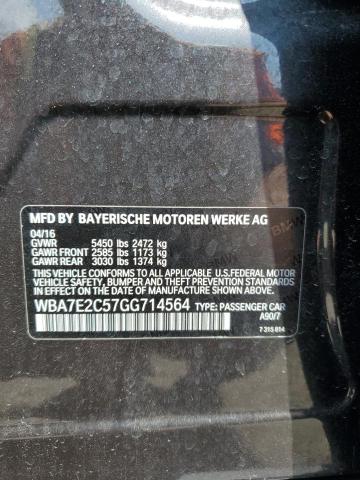 MFD BY BAYERISCHE MOTOREN WERKE AG
04/16
GVWR 5450 lbs 2472 kg
GAWR FRONT 2585 lbs 1173 kg
GAWR REAR 3030 lbs 1374 kg
THIS VEHICLE CONFORMS TO ALL APPLICABLE U.S.FEDERAL MOTOR
VEHICLE SAFETY, BUMPER, AND THEFT PREVENTION STANDARDS
IN EFFECT ON THE DATE OF MANUFACTURE SHOWN ABOVE.
WBA7E2C57GG714564 TYPE: PASSENGER CAR
A90/7
7 315 814